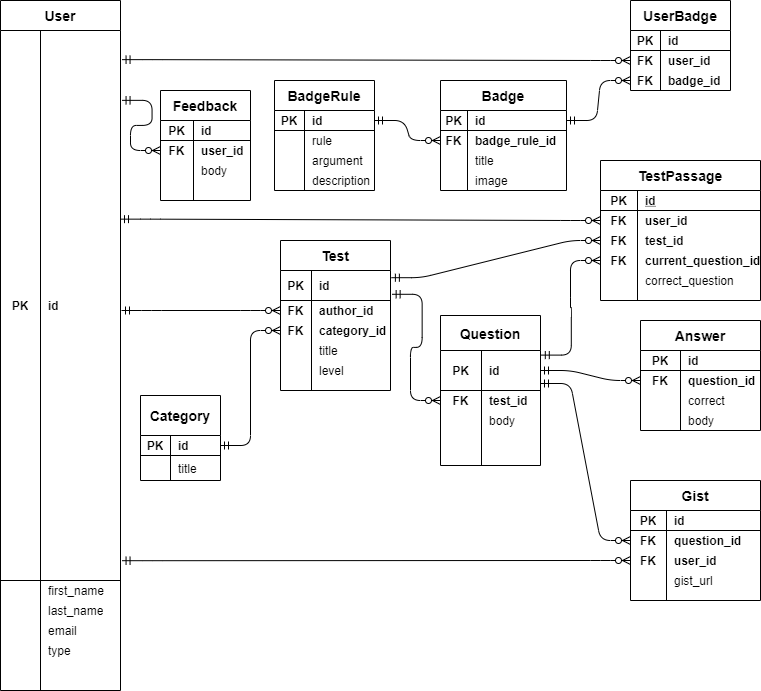 User
PK id
first_name
last_name
email
type
UserBadge
PK id
FK user_id
FK badge_id
Feedback
PK id
FK user_id
body
BadgeRule
PK id
rule
argument
description
Badge
PK id
FK badge_rule_id
title
image
TestPassage
PK id
FK user_id
FK test_id
FK current_question_id
correct_question
Test
PK id
FK author_id
FK category_id
title
level
Question
PK id
FK test_id
body
Answer
PK id
FK question_id
correct
body
Category
PK id
title
Gist
PK id
FK question_id
FK user_id
gist_url